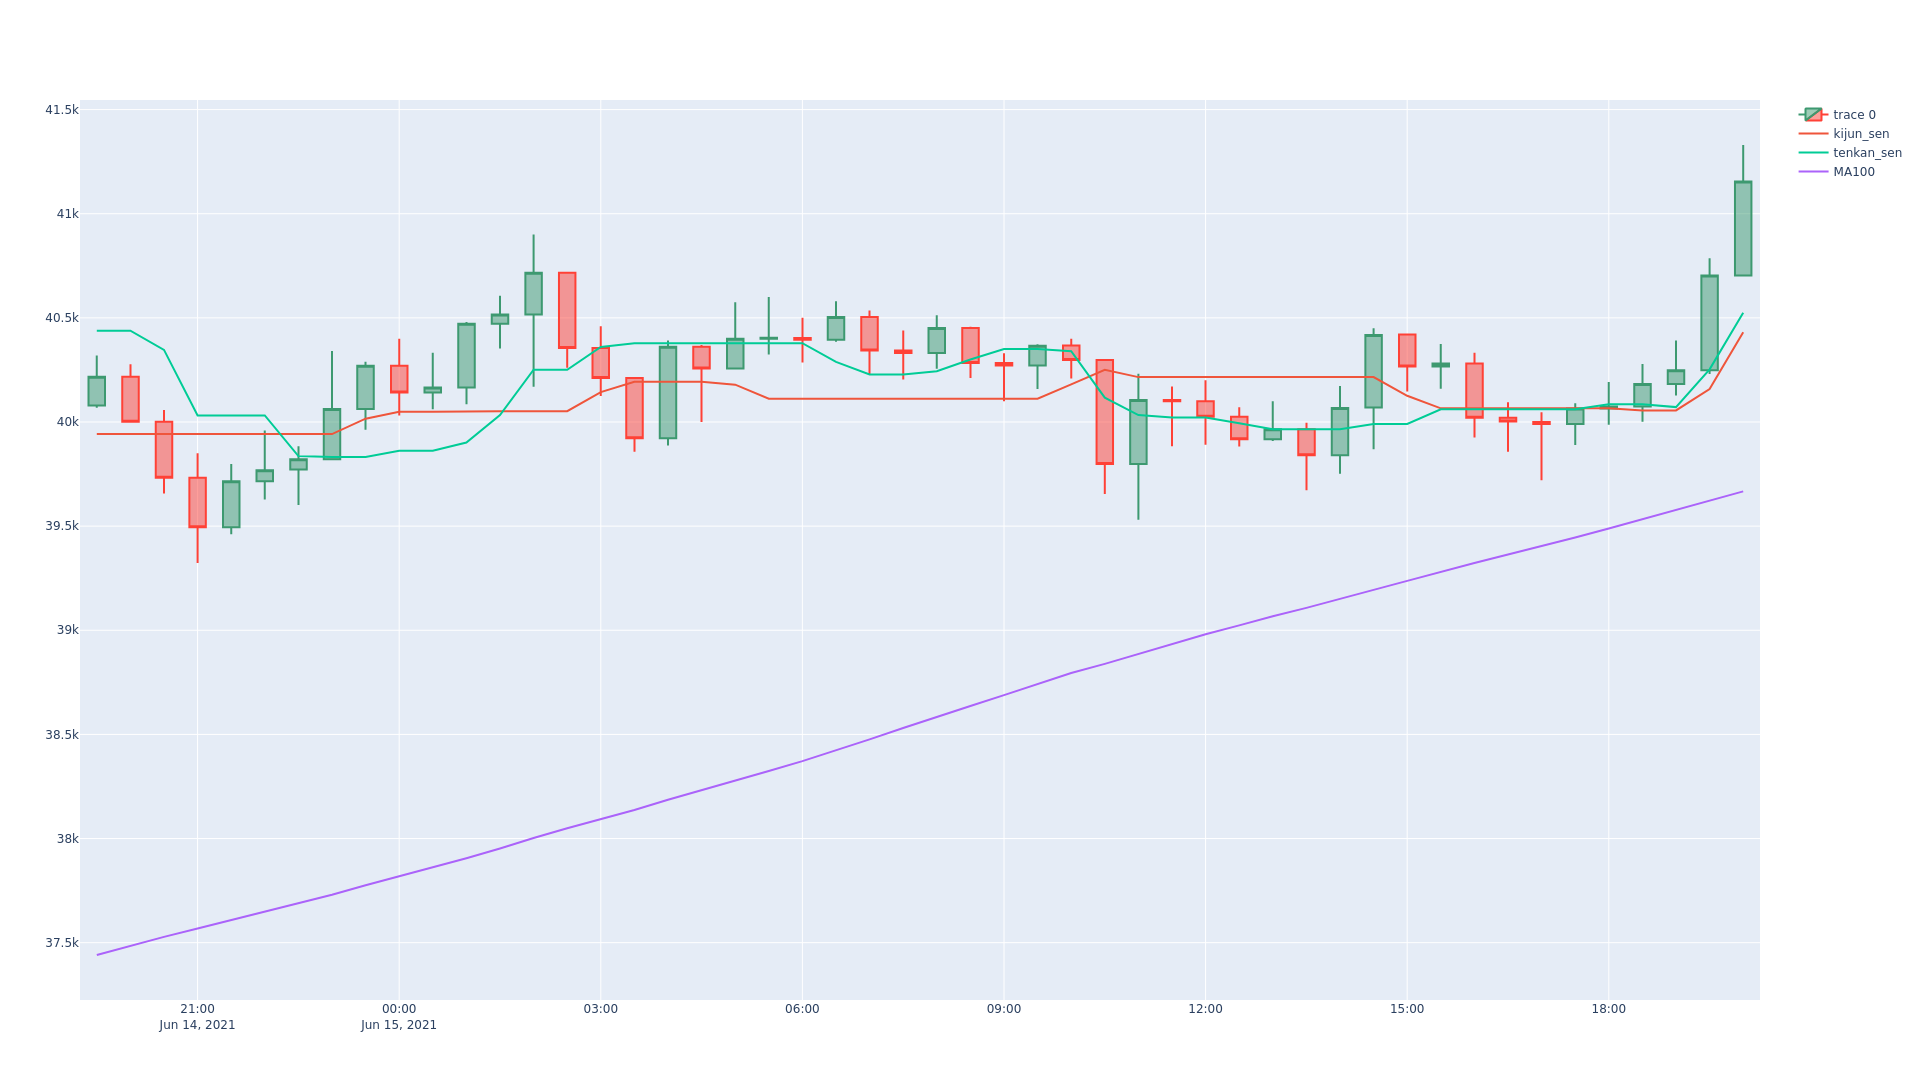 41.5k
41k
40.5k
40k
39.5k
39k
38.5k
38k
37.5k
21:00
Jun 14, 2021
00:00
Jun 15, 2021
03:00
06:00
09:00
12:00
15:00
18:00
trace 0
kijun_sen
tenkan_sen
MA100